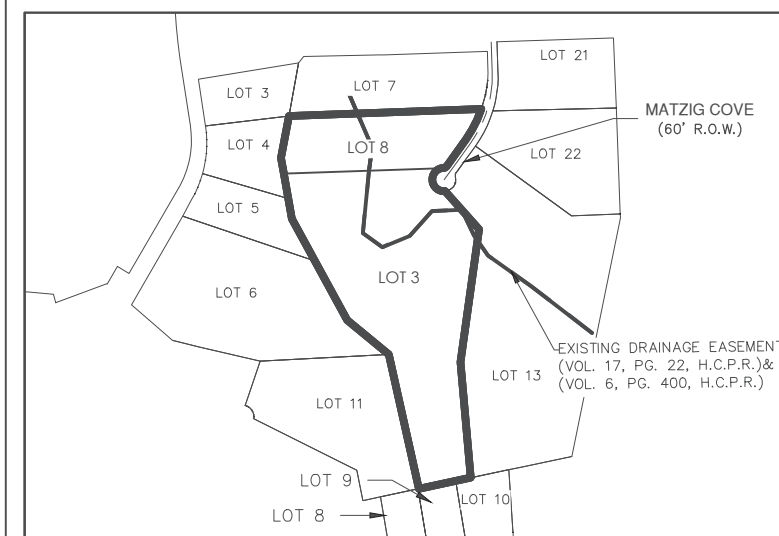 LOT 21
LOT 7
LOT 3
MATZIG COVE
(60' R.O.W.)
LOT 4
LOT 8
LOT 22
LOT 5
LOT 3
LOT 6
EXISTING DRAINAGE EASEMENT
(VOL. 17, PG. 22, H.C.P.R.)&
(VOL. 6, PG. 400, H.C.P.R.)
LOT 13
LOT 11
LOT 9
LOT 10
LOT 8